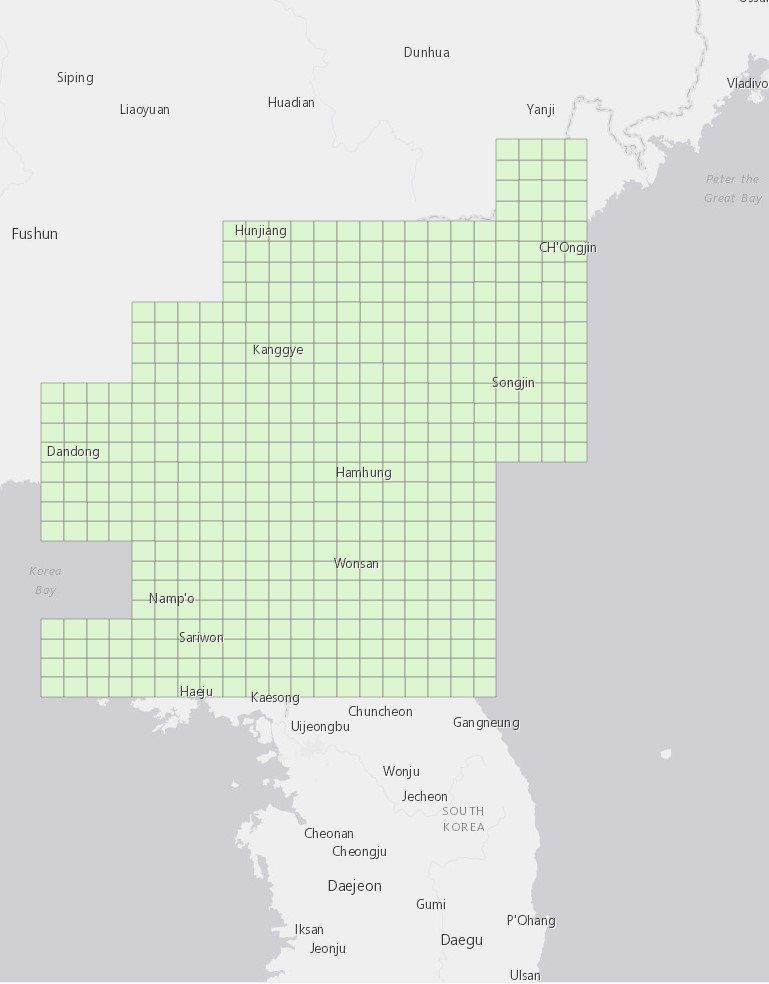 Dunhua
Siping
Vladivo
Liaoyuan
Huadian
Yanji
Peter the
Great Bay
Fushun
Hunjiang
CH'Ongjin
Kanggye
Songjin
Dandong
Hamhung
Wonsan
Korea
Bay
Namp'o
Sariwon
Haeju
Kaesong
Chuncheon
Uijeongbu
Gangneung
Wonju
Jecheon
SOUTH
KOREA
Cheonan
Cheongju
Daejeon
Gumi
P'Ohang
Iksan
Daegu
Jeonju
Ulsan